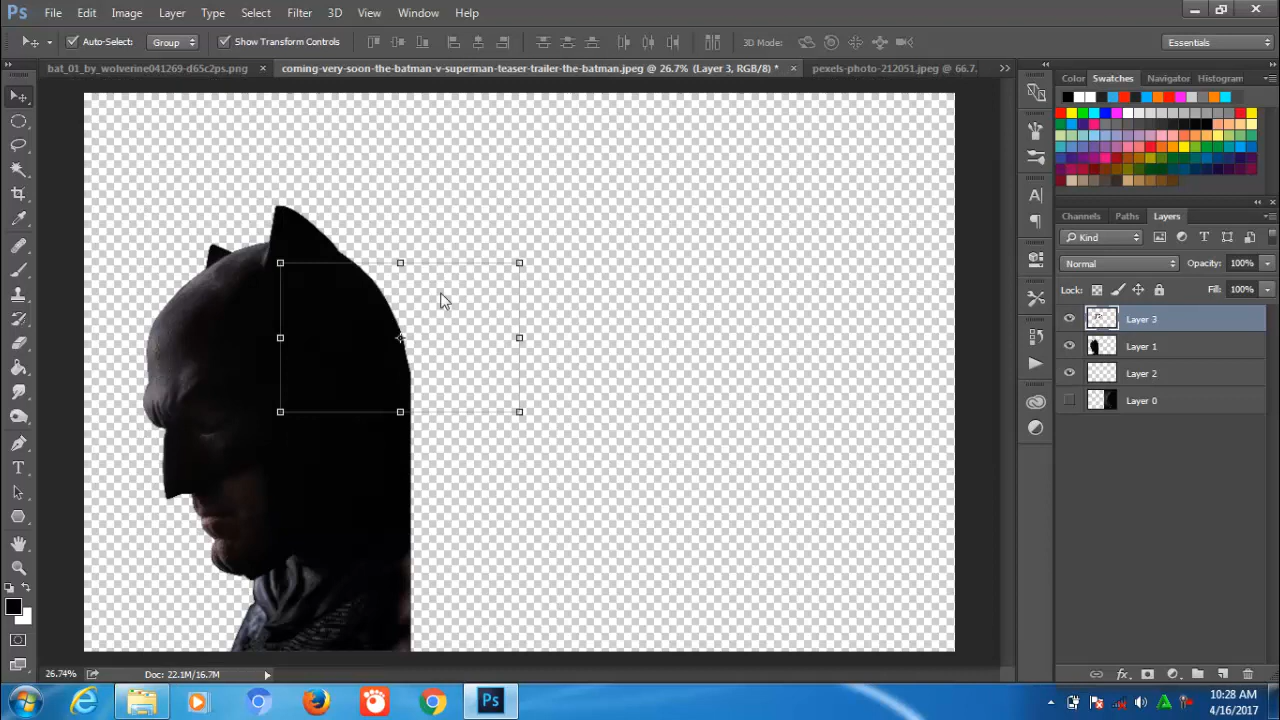 Ps File Edit Image Layer Type Select Filter 3D View Window Help
Auto-Select: Group Show Transform Controls 3D Mode: Essentials
bat_01_by_wolverine041269-d65c2ps.png × coming-very-soon-the-batman-v-superman-teaser-trailer-the-batman.jpeg @ 26.7% (Layer 3, RGB/8) * × pexels-photo-212051.jpeg @ 66.7.
Color Swatches Navigator Histogram
Channels Paths Layers
Kind
Normal Opacity: 100%
Lock: Fill: 100%
Layer 3
Layer 1
Layer 2
Layer 0
26.74% Doc: 22.1M/16.7M
10:28 AM
4/16/2017